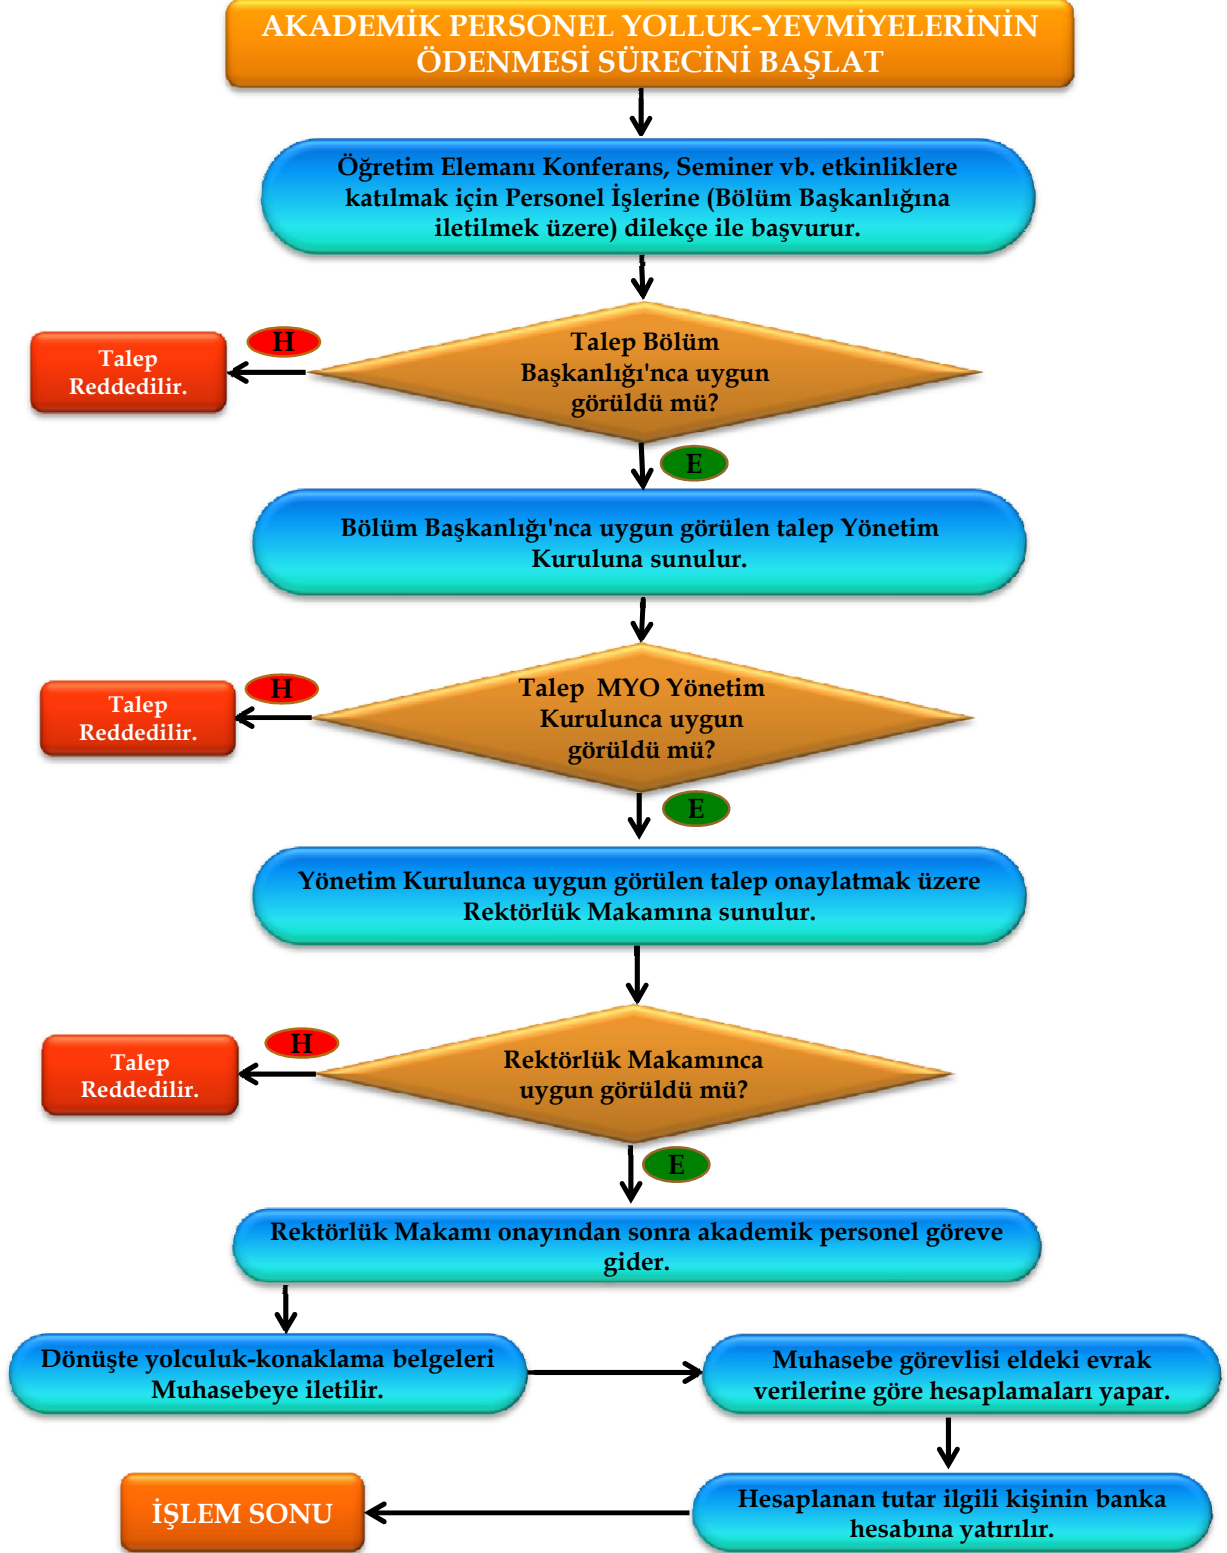 AKADEMİK PERSONEL YOLLUK-YEVMİYELERİNİN
ÖDENMESİ SÜRECİNİ BAŞLAT
Öğretim Elemanı Konferans, Seminer vb. etkinliklere
katılmak için Personel İşlerine (Bölüm Başkanlığına
iletilmek üzere) dilekçe ile başvurur.
Talep Bölüm
Başkanlığı'nca uygun
görüldü mü?
H
Talep
Reddedilir.
E
Bölüm Başkanlığı'nca uygun görülen talep Yönetim
Kuruluna sunulur.
Talep  MYO Yönetim
Kurulunca uygun
görüldü mü?
H
Talep
Reddedilir.
E
Yönetim Kurulunca uygun görülen talep onaylatmak üzere
Rektörlük Makamına sunulur.
Rektörlük Makamınca
uygun görüldü mü?
H
Talep
Reddedilir.
E
Rektörlük Makamı onayından sonra akademik personel göreve
gider.
Dönüşte yolculuk-konaklama belgeleri
Muhasebeye iletilir.
Muhasebe görevlisi eldeki evrak
verilerine göre hesaplamaları yapar.
Hesaplanan tutar ilgili kişinin banka
hesabına yatırılır.
İŞLEM SONU